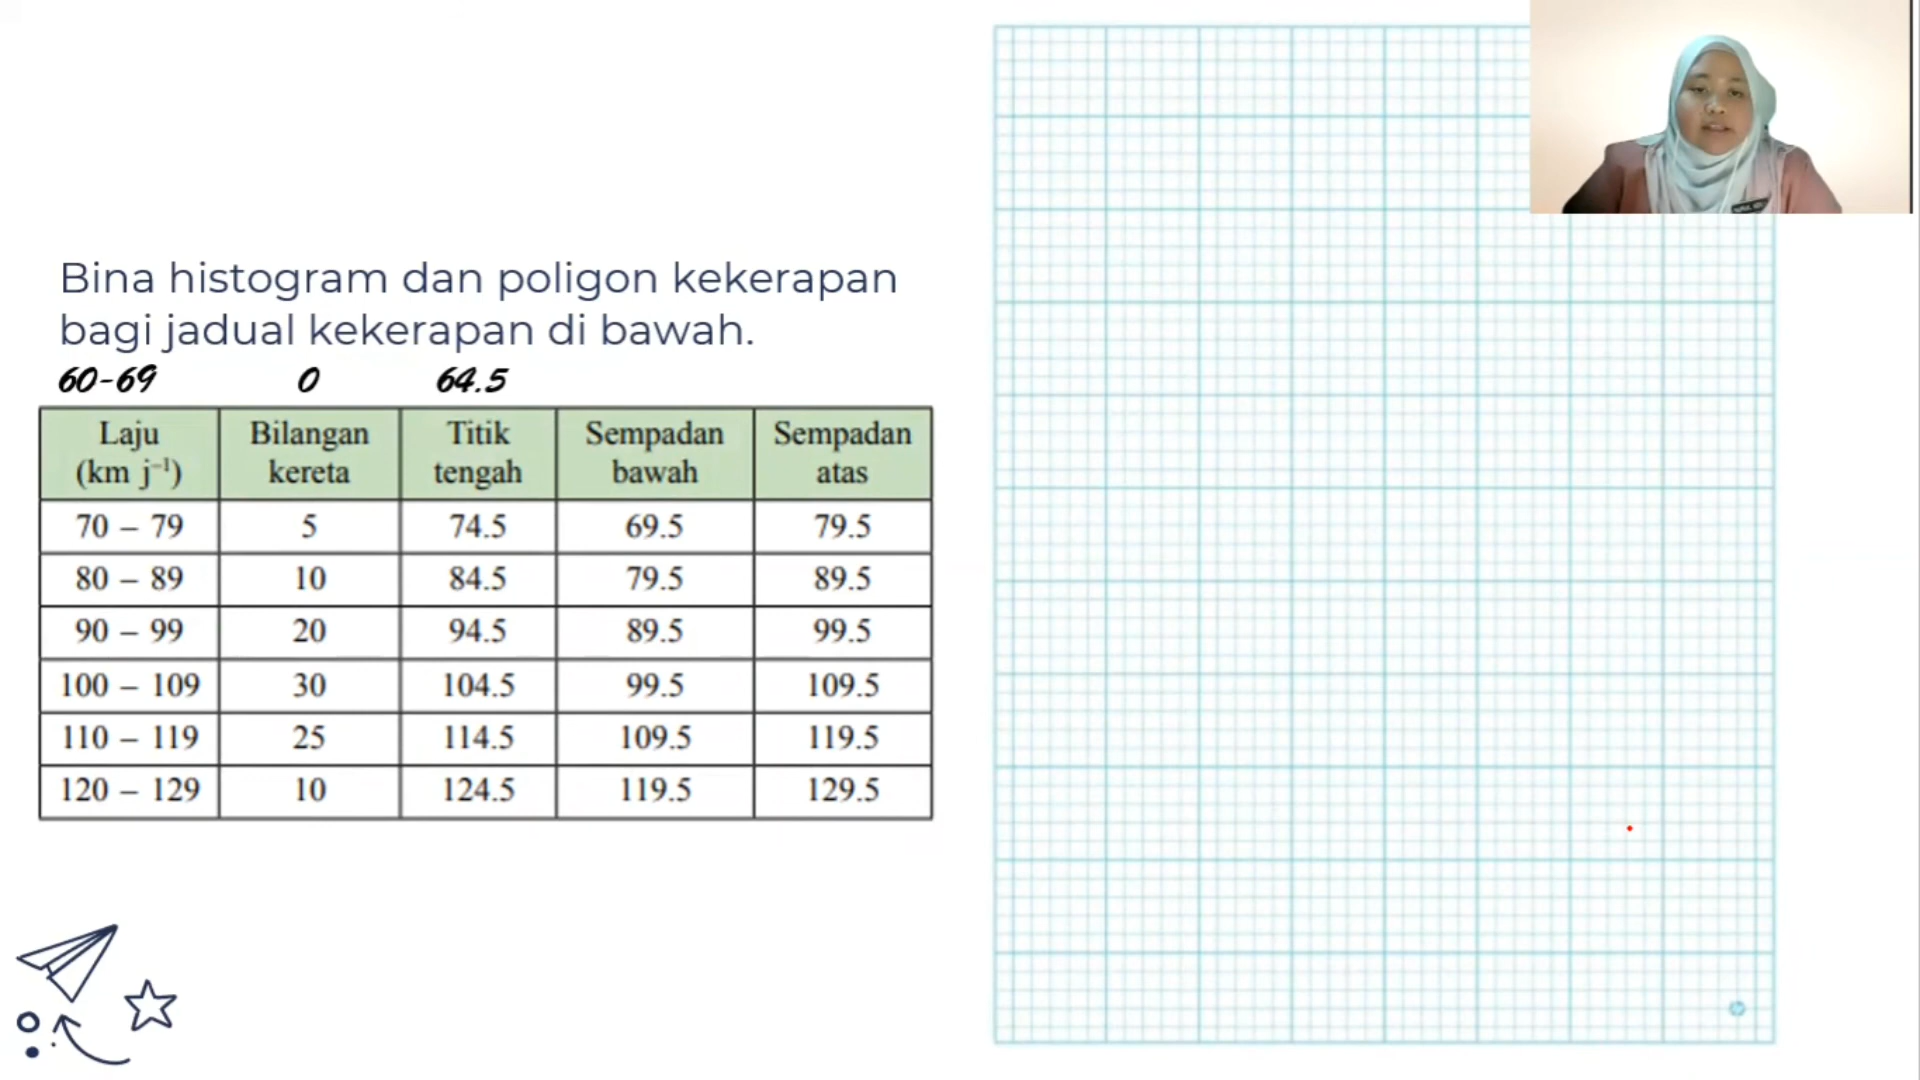 Bina histogram dan poligon kekerapan
bagi jadual kekerapan di bawah.
60-69 0 64.5
Laju (km j⁻¹) Bilangan kereta Titik tengah Sempadan bawah Sempadan atas
70 – 79 5 74.5 69.5 79.5
80 – 89 10 84.5 79.5 89.5
90 – 99 20 94.5 89.5 99.5
100 – 109 30 104.5 99.5 109.5
110 – 119 25 114.5 109.5 119.5
120 – 129 10 124.5 119.5 129.5